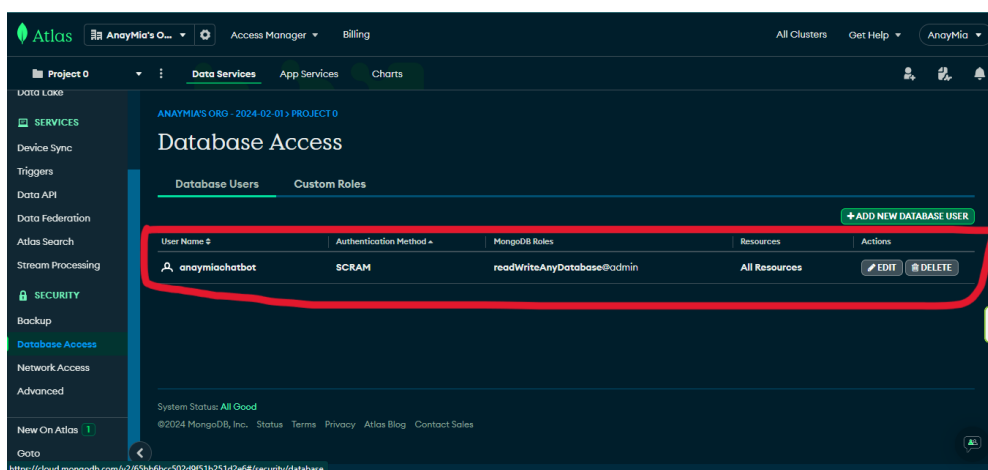 Atlas AnayMia's O... Access Manager Billing All Clusters Get Help AnayMia
Project 0 Data Services App Services Charts
Data Lake
SERVICES
Device Sync
Triggers
Data API
Data Federation
Atlas Search
Stream Processing
SECURITY
Backup
Database Access
Network Access
Advanced
New On Atlas 1
Goto
ANAYMIA'S ORG - 2024-02-01 > PROJECT 0
Database Access
Database Users Custom Roles
+ ADD NEW DATABASE USER
User Name Authentication Method MongoDB Roles Resources Actions
anaymiachatbot SCRAM readWriteAnyDatabase@admin All Resources EDIT DELETE
System Status: All Good
©2024 MongoDB, Inc. Status Terms Privacy Atlas Blog Contact Sales